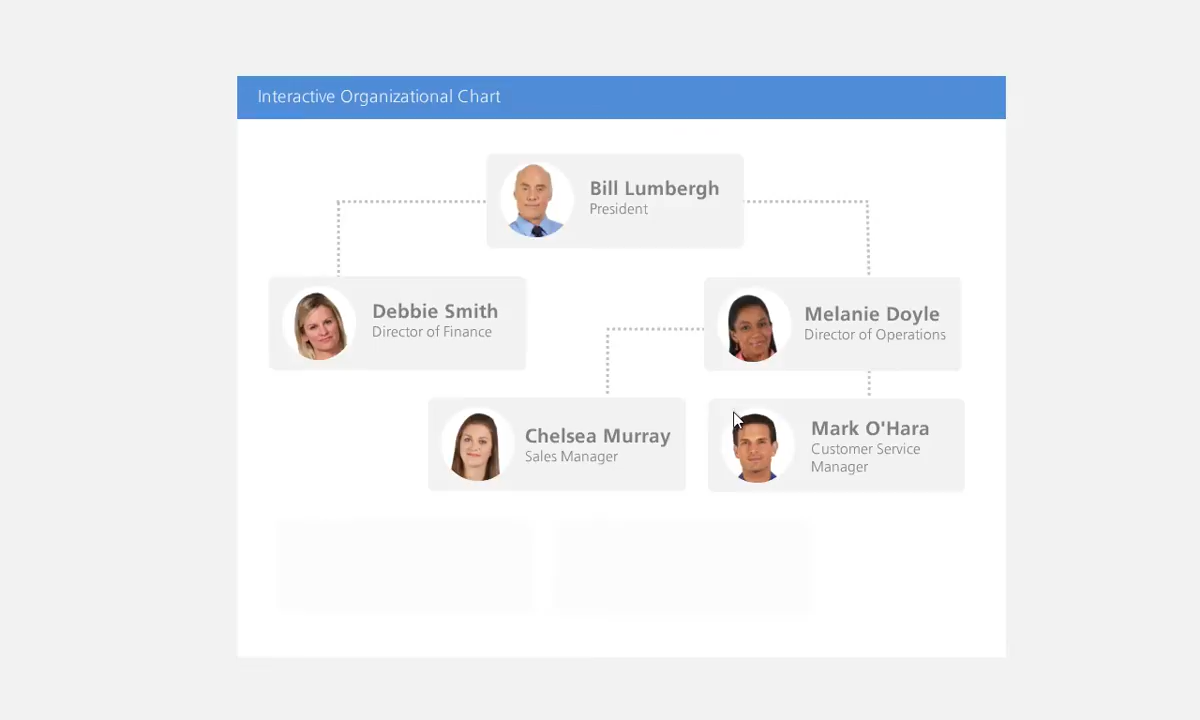 Interactive Organizational Chart
Bill Lumbergh
President
Debbie Smith
Director of Finance
Melanie Doyle
Director of Operations
Chelsea Murray
Sales Manager
Mark O'Hara
Customer Service
Manager